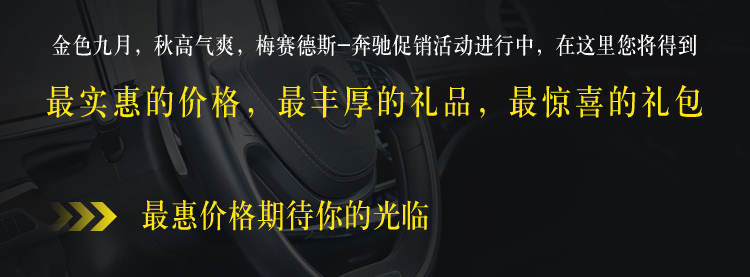 金色九月，秋高气爽，梅赛德斯-奔驰促销活动进行中，在这里您将得到
最实惠的价格，最丰厚的礼品，最惊喜的礼包
最惠价格期待你的光临